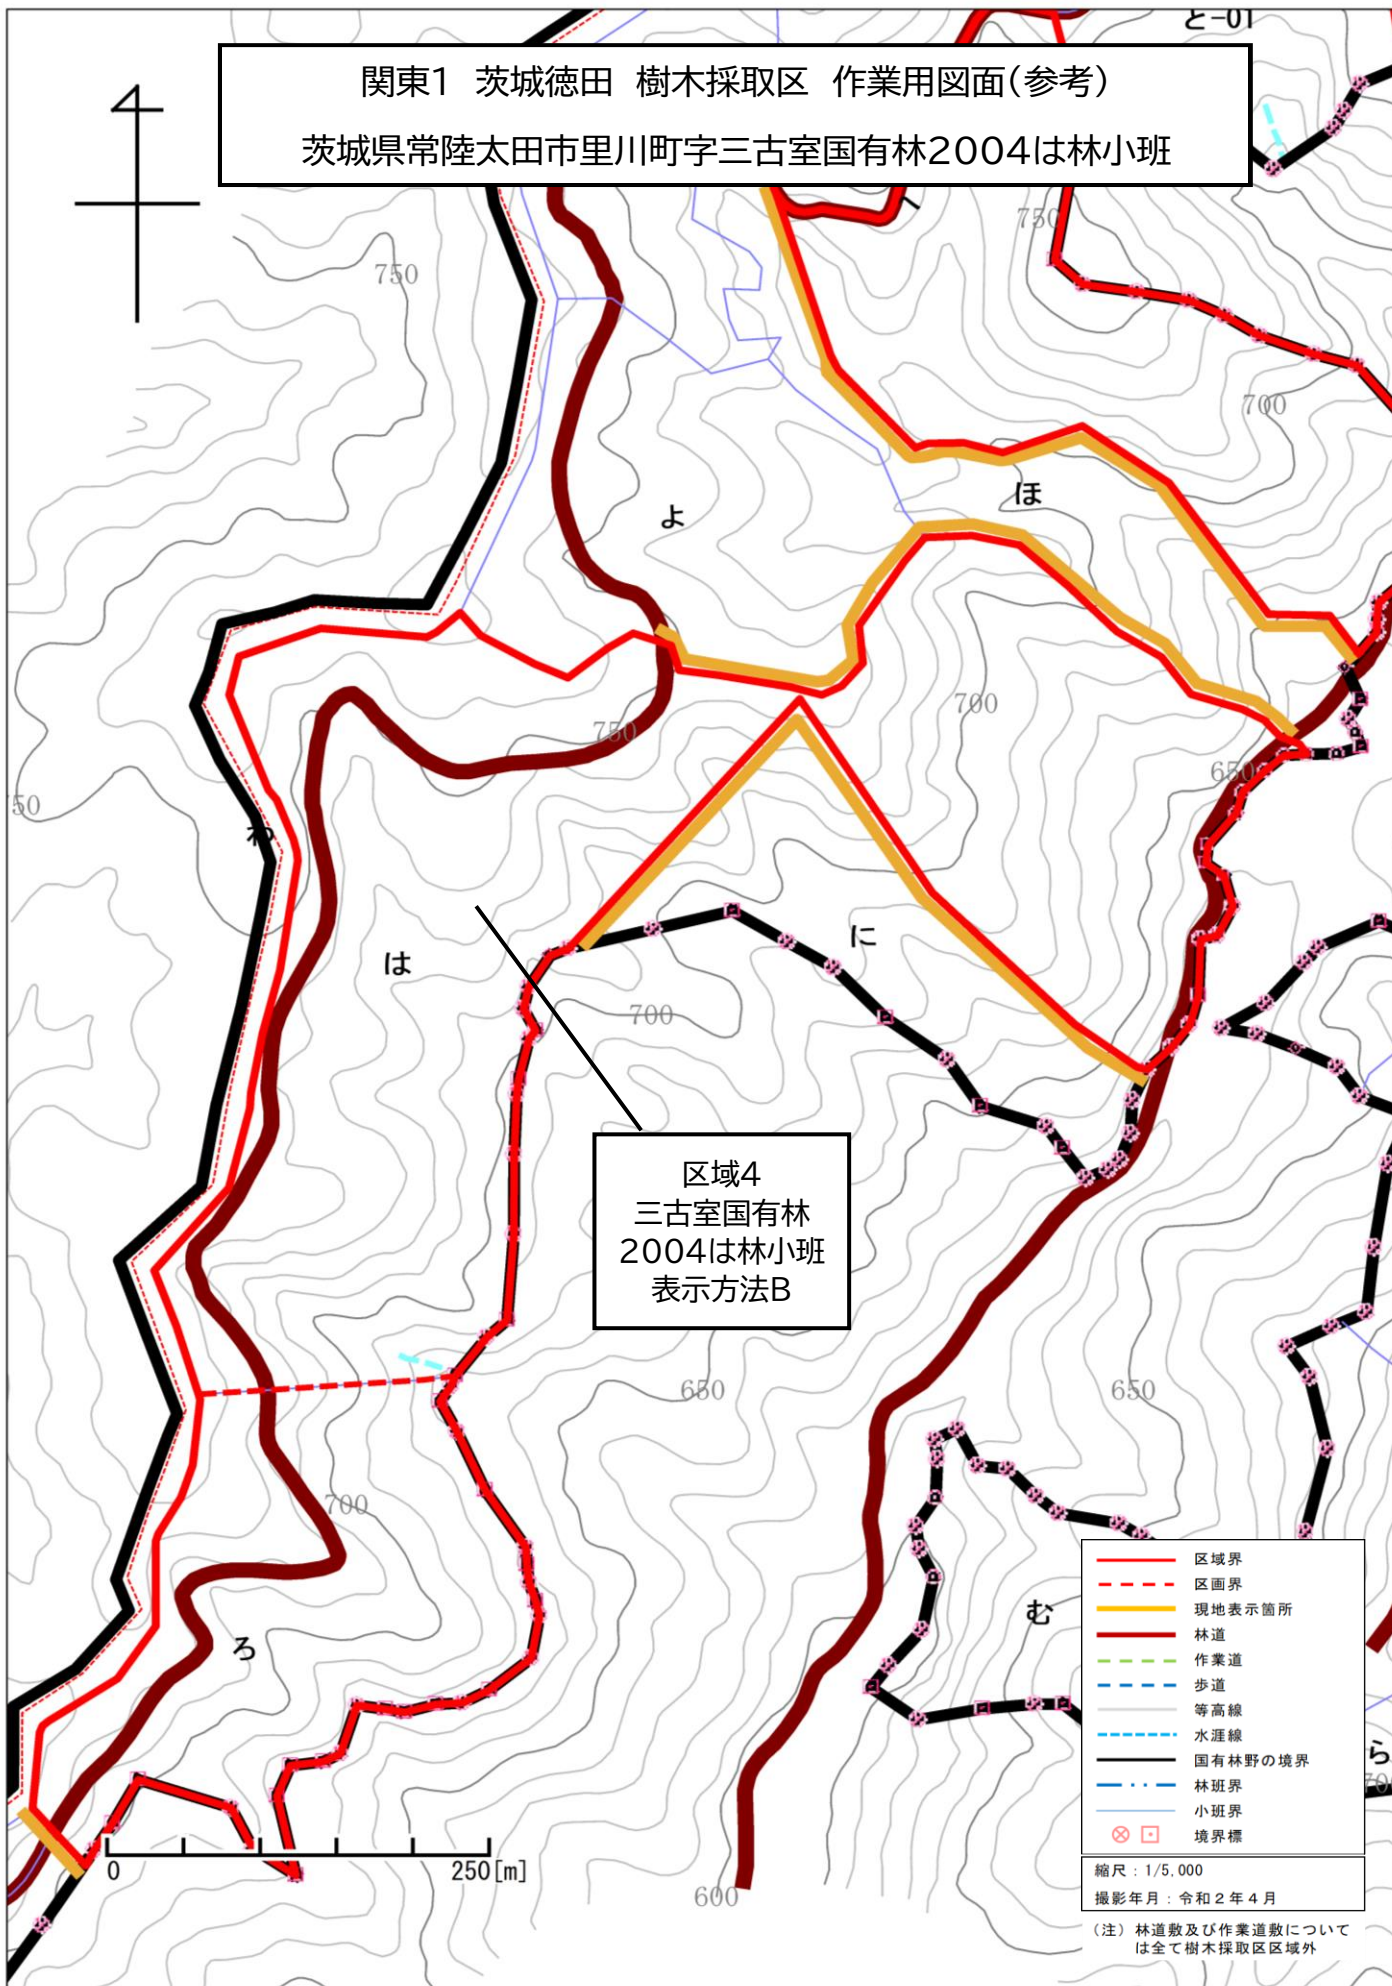 と-01
関東1 茨城徳田 樹木採取区 作業用図面(参考)
茨城県常陸太田市里川町字三古室国有林2004は林小班
750
750
700
ほ
よ
700
750
650
50
わ
に
は
700
区域4
三古室国有林
2004は林小班
表示方法B
650
650
700
む
ろ
ら
700
区域界
区画界
現地表示箇所
林道
作業道
歩道
等高線
水涯線
国有林野の境界
林班界
小班界
境界標
0 250[m]
縮尺：1/5,000
撮影年月：令和2年4月
600
(注) 林道敷及び作業道敷について
は全て樹木採取区区域外